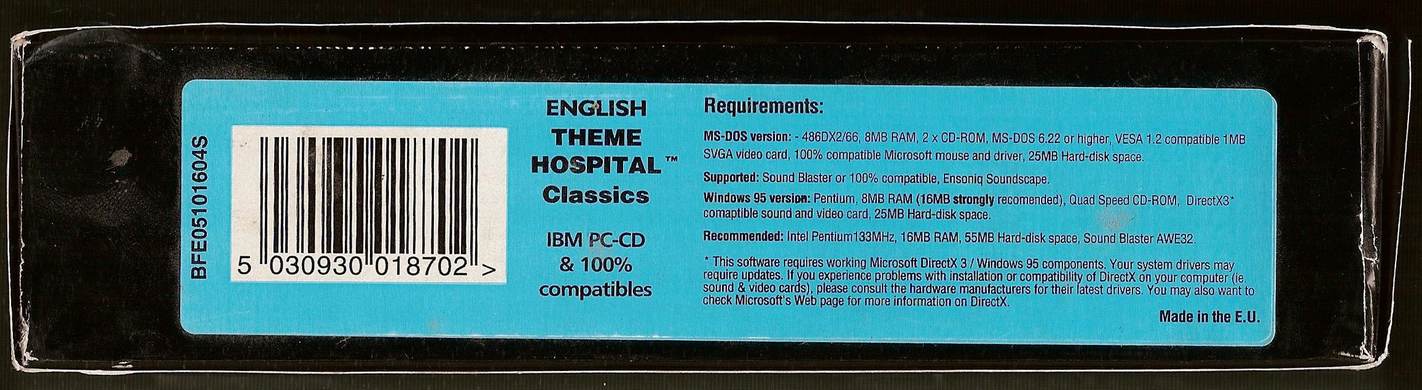 BFE05101604S
5 030930 018702 >
ENGLISH
THEME
HOSPITAL™
Classics
IBM PC-CD
& 100%
compatibles
Requirements:
MS-DOS version: - 486DX2/66, 8MB RAM, 2 x CD-ROM, MS-DOS 6.22 or higher, VESA 1.2 compatible 1MB
SVGA video card, 100% compatible Microsoft mouse and driver, 25MB Hard-disk space.
Supported: Sound Blaster or 100% compatible, Ensoniq Soundscape.
Windows 95 version: Pentium, 8MB RAM (16MB strongly recomended), Quad Speed CD-ROM, DirectX3*
comaptible sound and video card, 25MB Hard-disk space.
Recommended: Intel Pentium133MHz, 16MB RAM, 55MB Hard-disk space, Sound Blaster AWE32.
* This software requires working Microsoft DirectX 3 / Windows 95 components. Your system drivers may
require updates. If you experience problems with installation or compatibility of DirectX on your computer (ie
sound & video cards), please consult the hardware manufacturers for their latest drivers. You may also want to
check Microsoft's Web page for more information on DirectX.
Made in the E.U.